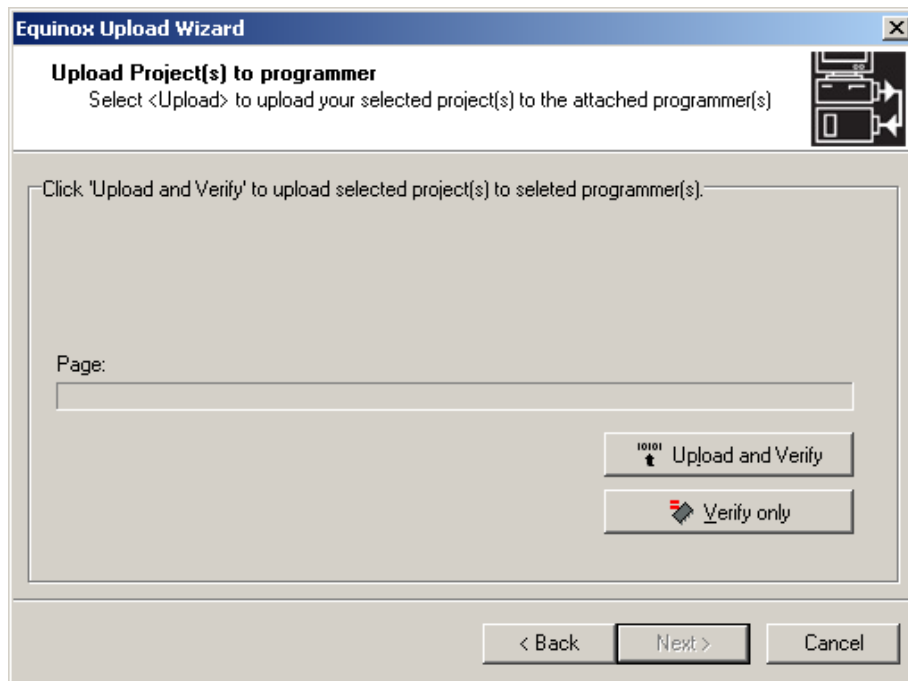 Equinox Upload Wizard
Upload Project(s) to programmer
Select <Upload> to upload your selected project(s) to the attached programmer(s)
Click 'Upload and Verify' to upload selected project(s) to seleted programmer(s).
Page:
10101
Upload and Verify
Verify only
< Back
Next >
Cancel